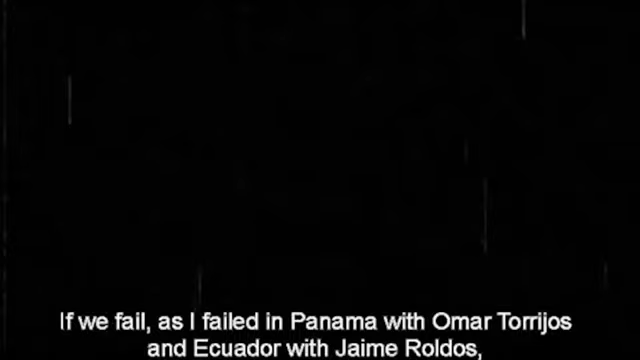 If we fail, as I failed in Panama with Omar Torrijos
and Ecuador with Jaime Roldos,